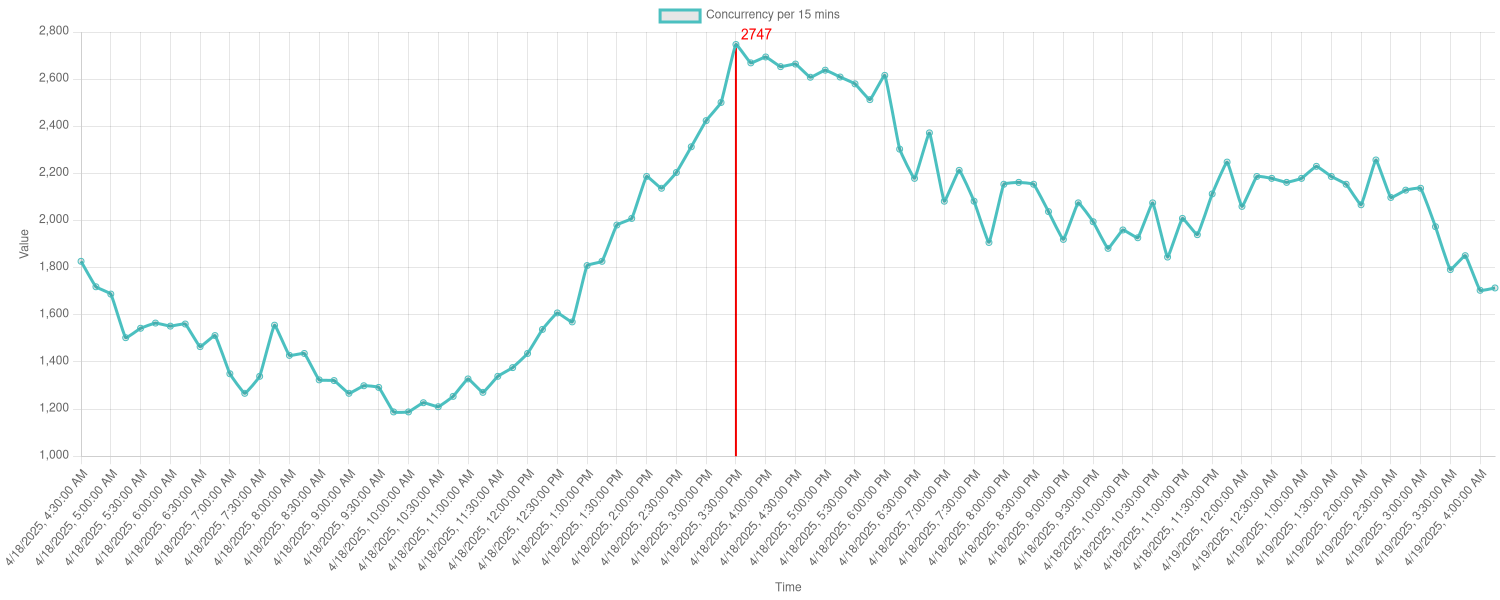 Concurrency per 15 mins
2747
2,800
2,600
2,400
2,200
2,000
1,800
1,600
1,400
1,200
1,000
Value
4/18/2025, 4:30:00 AM
4/18/2025, 5:00:00 AM
4/18/2025, 5:30:00 AM
4/18/2025, 6:00:00 AM
4/18/2025, 6:30:00 AM
4/18/2025, 7:00:00 AM
4/18/2025, 7:30:00 AM
4/18/2025, 8:00:00 AM
4/18/2025, 8:30:00 AM
4/18/2025, 9:00:00 AM
4/18/2025, 9:30:00 AM
4/18/2025, 10:00:00 AM
4/18/2025, 10:30:00 AM
4/18/2025, 11:00:00 AM
4/18/2025, 11:30:00 AM
4/18/2025, 12:00:00 PM
4/18/2025, 12:30:00 PM
4/18/2025, 1:00:00 PM
4/18/2025, 1:30:00 PM
4/18/2025, 2:00:00 PM
4/18/2025, 2:30:00 PM
4/18/2025, 3:00:00 PM
4/18/2025, 3:30:00 PM
4/18/2025, 4:00:00 PM
4/18/2025, 4:30:00 PM
4/18/2025, 5:00:00 PM
4/18/2025, 5:30:00 PM
4/18/2025, 6:00:00 PM
4/18/2025, 6:30:00 PM
4/18/2025, 7:00:00 PM
4/18/2025, 7:30:00 PM
4/18/2025, 8:00:00 PM
4/18/2025, 8:30:00 PM
4/18/2025, 9:00:00 PM
4/18/2025, 9:30:00 PM
4/18/2025, 10:00:00 PM
4/18/2025, 10:30:00 PM
4/18/2025, 11:00:00 PM
4/18/2025, 11:30:00 PM
4/19/2025, 12:00:00 AM
4/19/2025, 12:30:00 AM
4/19/2025, 1:00:00 AM
4/19/2025, 1:30:00 AM
4/19/2025, 2:00:00 AM
4/19/2025, 2:30:00 AM
4/19/2025, 3:00:00 AM
4/19/2025, 3:30:00 AM
4/19/2025, 4:00:00 AM
Time